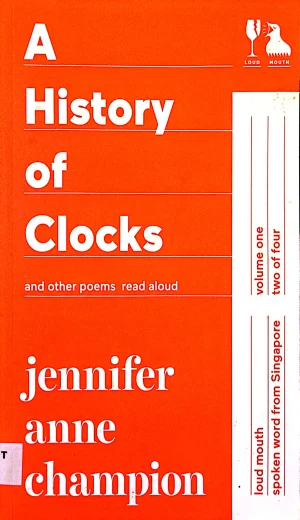 A
History
of
Clocks
and other poems read aloud
jennifer
anne
champion
LOUD MOUTH
volume one
two of four
loud mouth
spoken word from Singapore
T